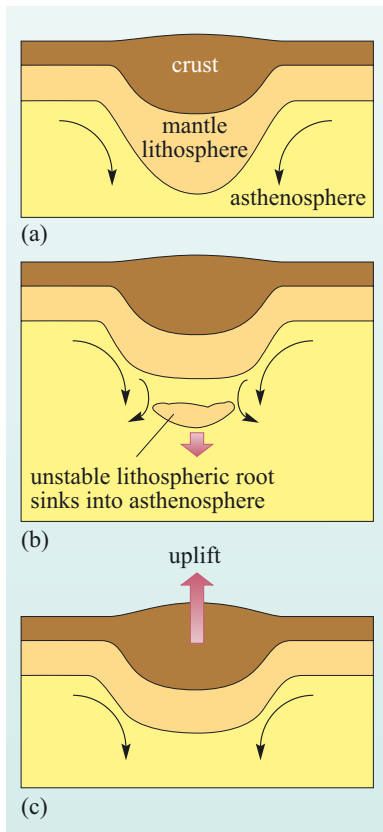 crust
mantle
lithosphere
asthenosphere
(a)
unstable lithospheric root
sinks into asthenosphere
(b)
uplift
(c)